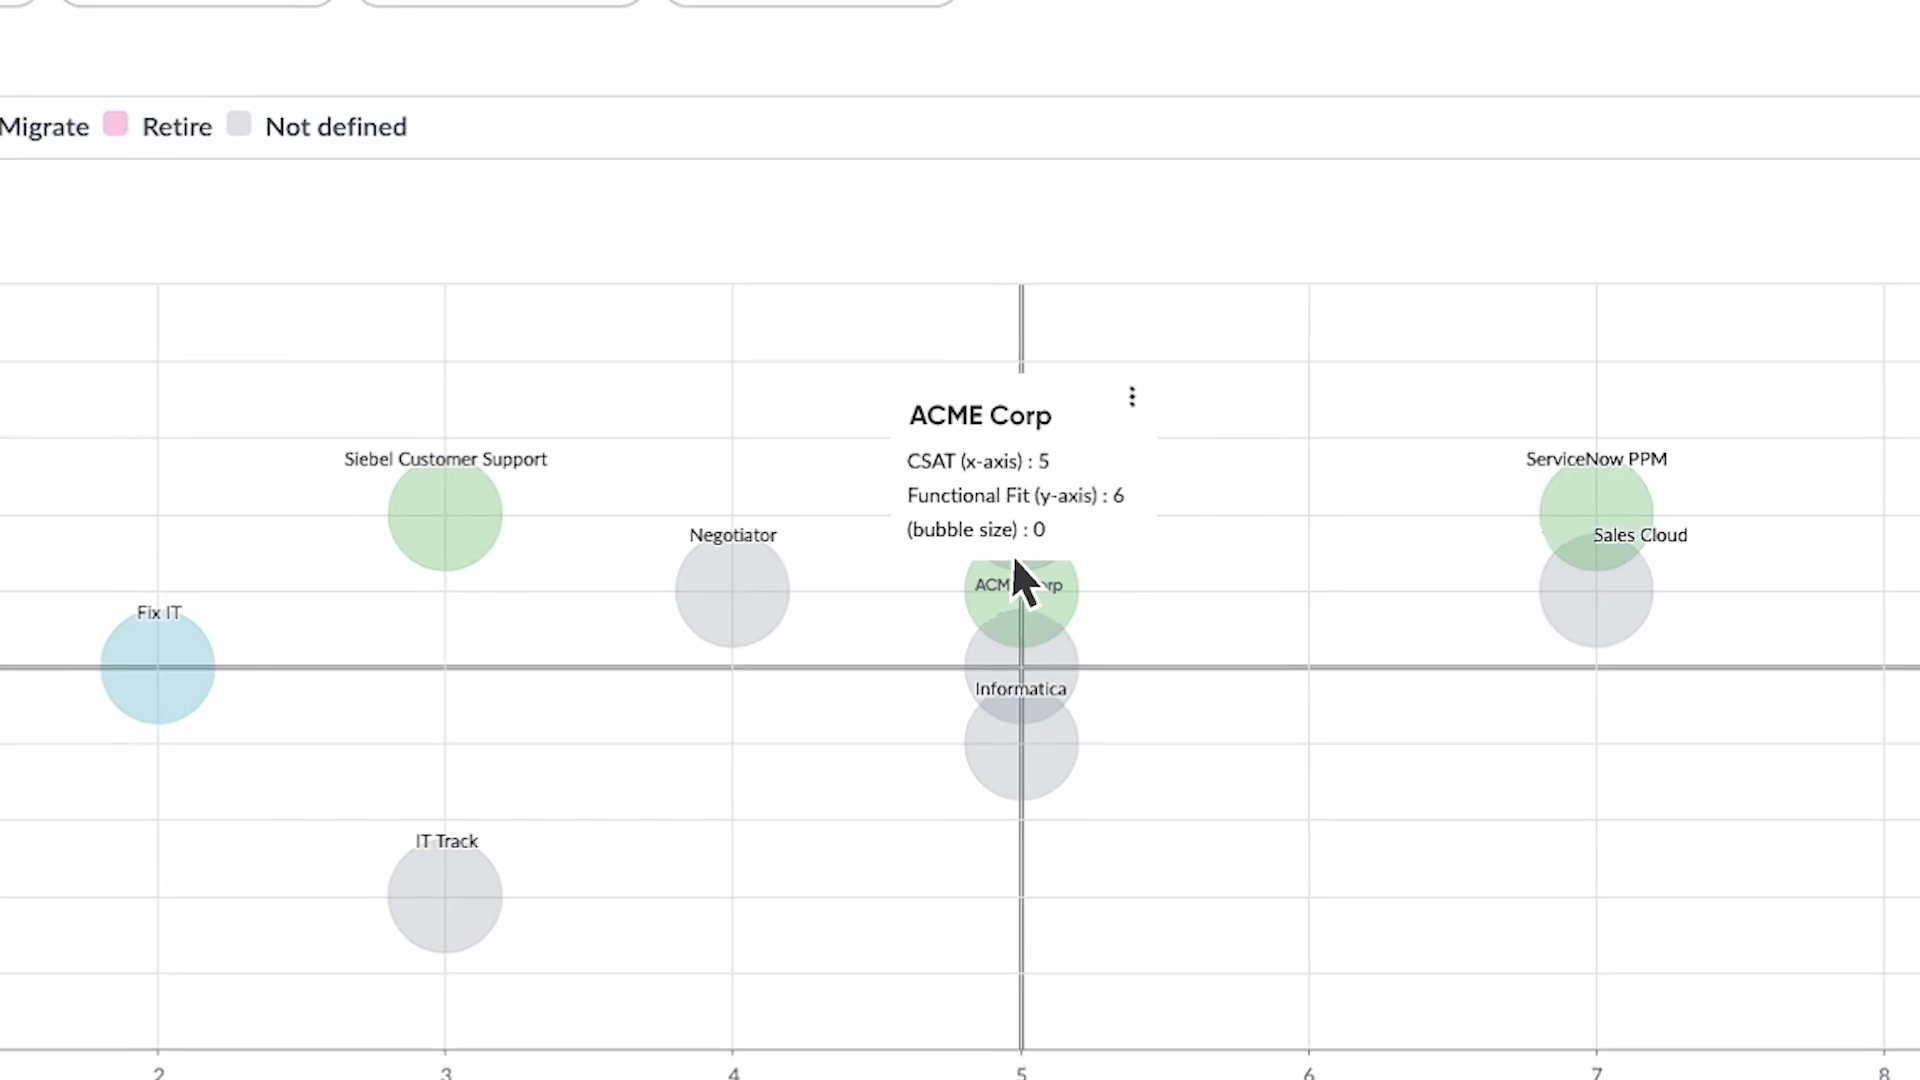 Migrate Retire Not defined
ACME Corp
CSAT (x-axis) : 5
Functional Fit (y-axis) : 6
(bubble size) : 0
Siebel Customer Support
ServiceNow PPM
Negotiator
Sales Cloud
Fix IT
Informatica
IT Track
2 3 4 5 6 7 8